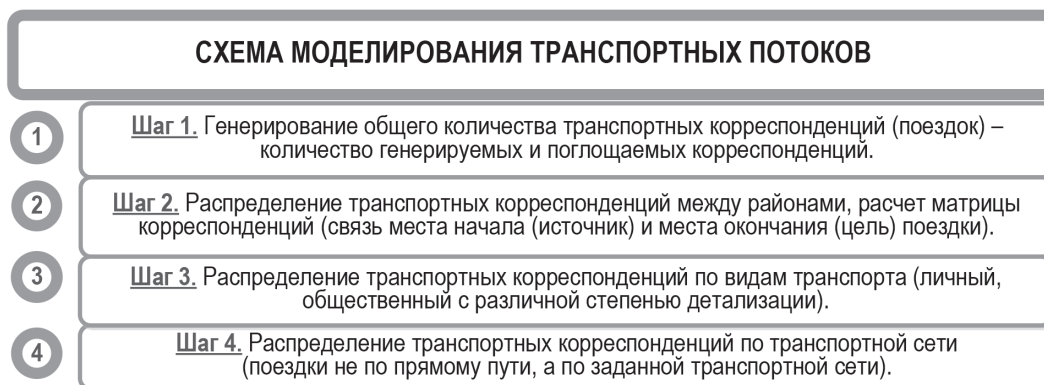 СХЕМА МОДЕЛИРОВАНИЯ ТРАНСПОРТНЫХ ПОТОКОВ
1
Шаг 1. Генерирование общего количества транспортных корреспонденций (поездок) –
количество генерируемых и поглощаемых корреспонденций.
2
Шаг 2. Распределение транспортных корреспонденций между районами, расчет матрицы
корреспонденций (связь места начала (источник) и места окончания (цель) поездки).
3
Шаг 3. Распределение транспортных корреспонденций по видам транспорта (личный,
общественный с различной степенью детализации).
4
Шаг 4. Распределение транспортных корреспонденций по транспортной сети
(поездки не по прямому пути, а по заданной транспортной сети).